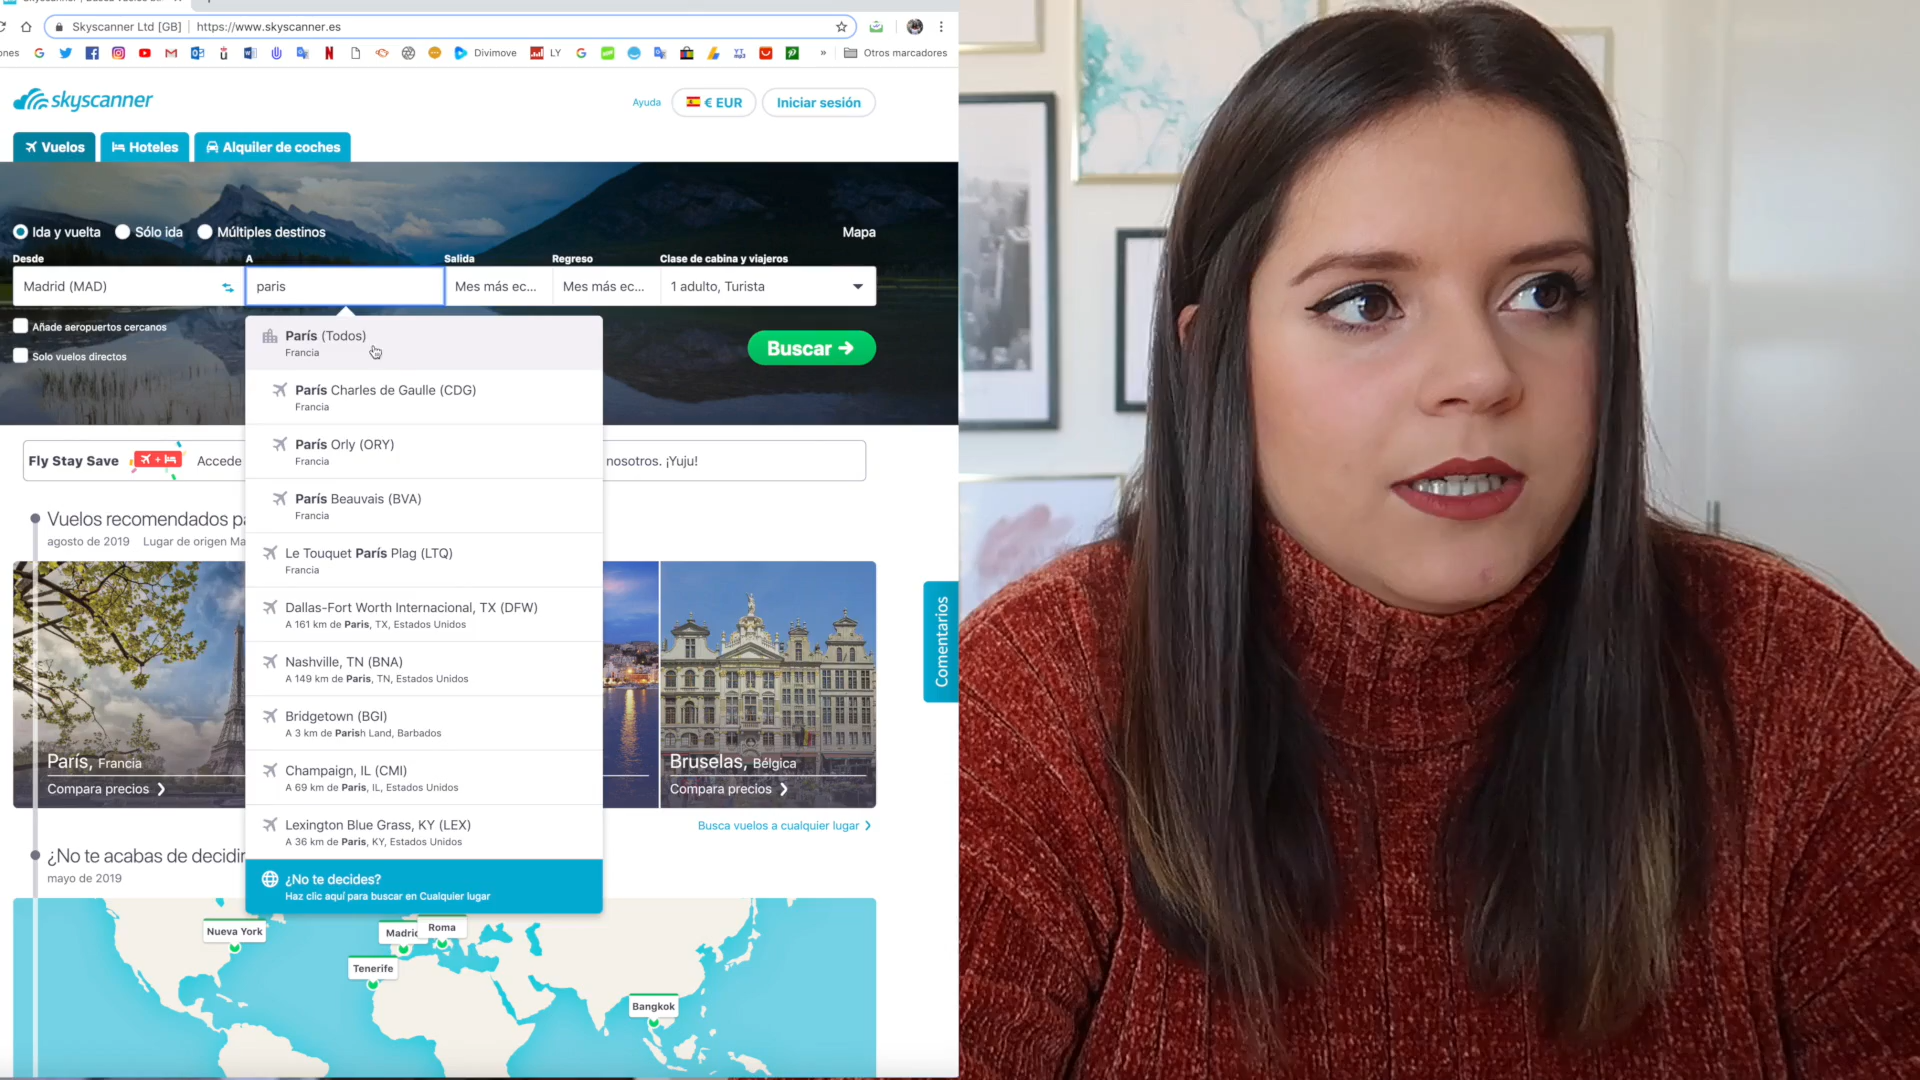 Skyscanner Ltd [GB] | https://www.skyscanner.es
Divimove LY » Otros marcadores
skyscanner
Ayuda € EUR Iniciar sesión
Vuelos Hoteles Alquiler de coches
Ida y vuelta Sólo ida Múltiples destinos Mapa
Desde A Salida Regreso Clase de cabina y viajeros
Madrid (MAD) paris Mes más ec... Mes más ec... 1 adulto, Turista
Añade aeropuertos cercanos
Solo vuelos directos
Buscar
París (Todos)
Francia
París Charles de Gaulle (CDG)
Francia
París Orly (ORY)
Francia
París Beauvais (BVA)
Francia
Le Touquet París Plag (LTQ)
Francia
Dallas-Fort Worth Internacional, TX (DFW)
A 161 km de Paris, TX, Estados Unidos
Nashville, TN (BNA)
A 149 km de Paris, TN, Estados Unidos
Bridgetown (BGI)
A 3 km de Parish Land, Barbados
Champaign, IL (CMI)
A 69 km de Paris, IL, Estados Unidos
Lexington Blue Grass, KY (LEX)
A 36 km de Paris, KY, Estados Unidos
¿No te decides?
Haz clic aquí para buscar en Cualquier lugar
Fly Stay Save Accede nosotros. ¡Yuju!
Vuelos recomendados
agosto de 2019 Lugar de origen
París, Francia
Compara precios
Bruselas, Bélgica
Compara precios
Busca vuelos a cualquier lugar
¿No te acabas de decidir
mayo de 2019
Comentarios
Nueva York
Madrid
Roma
Tenerife
Bangkok